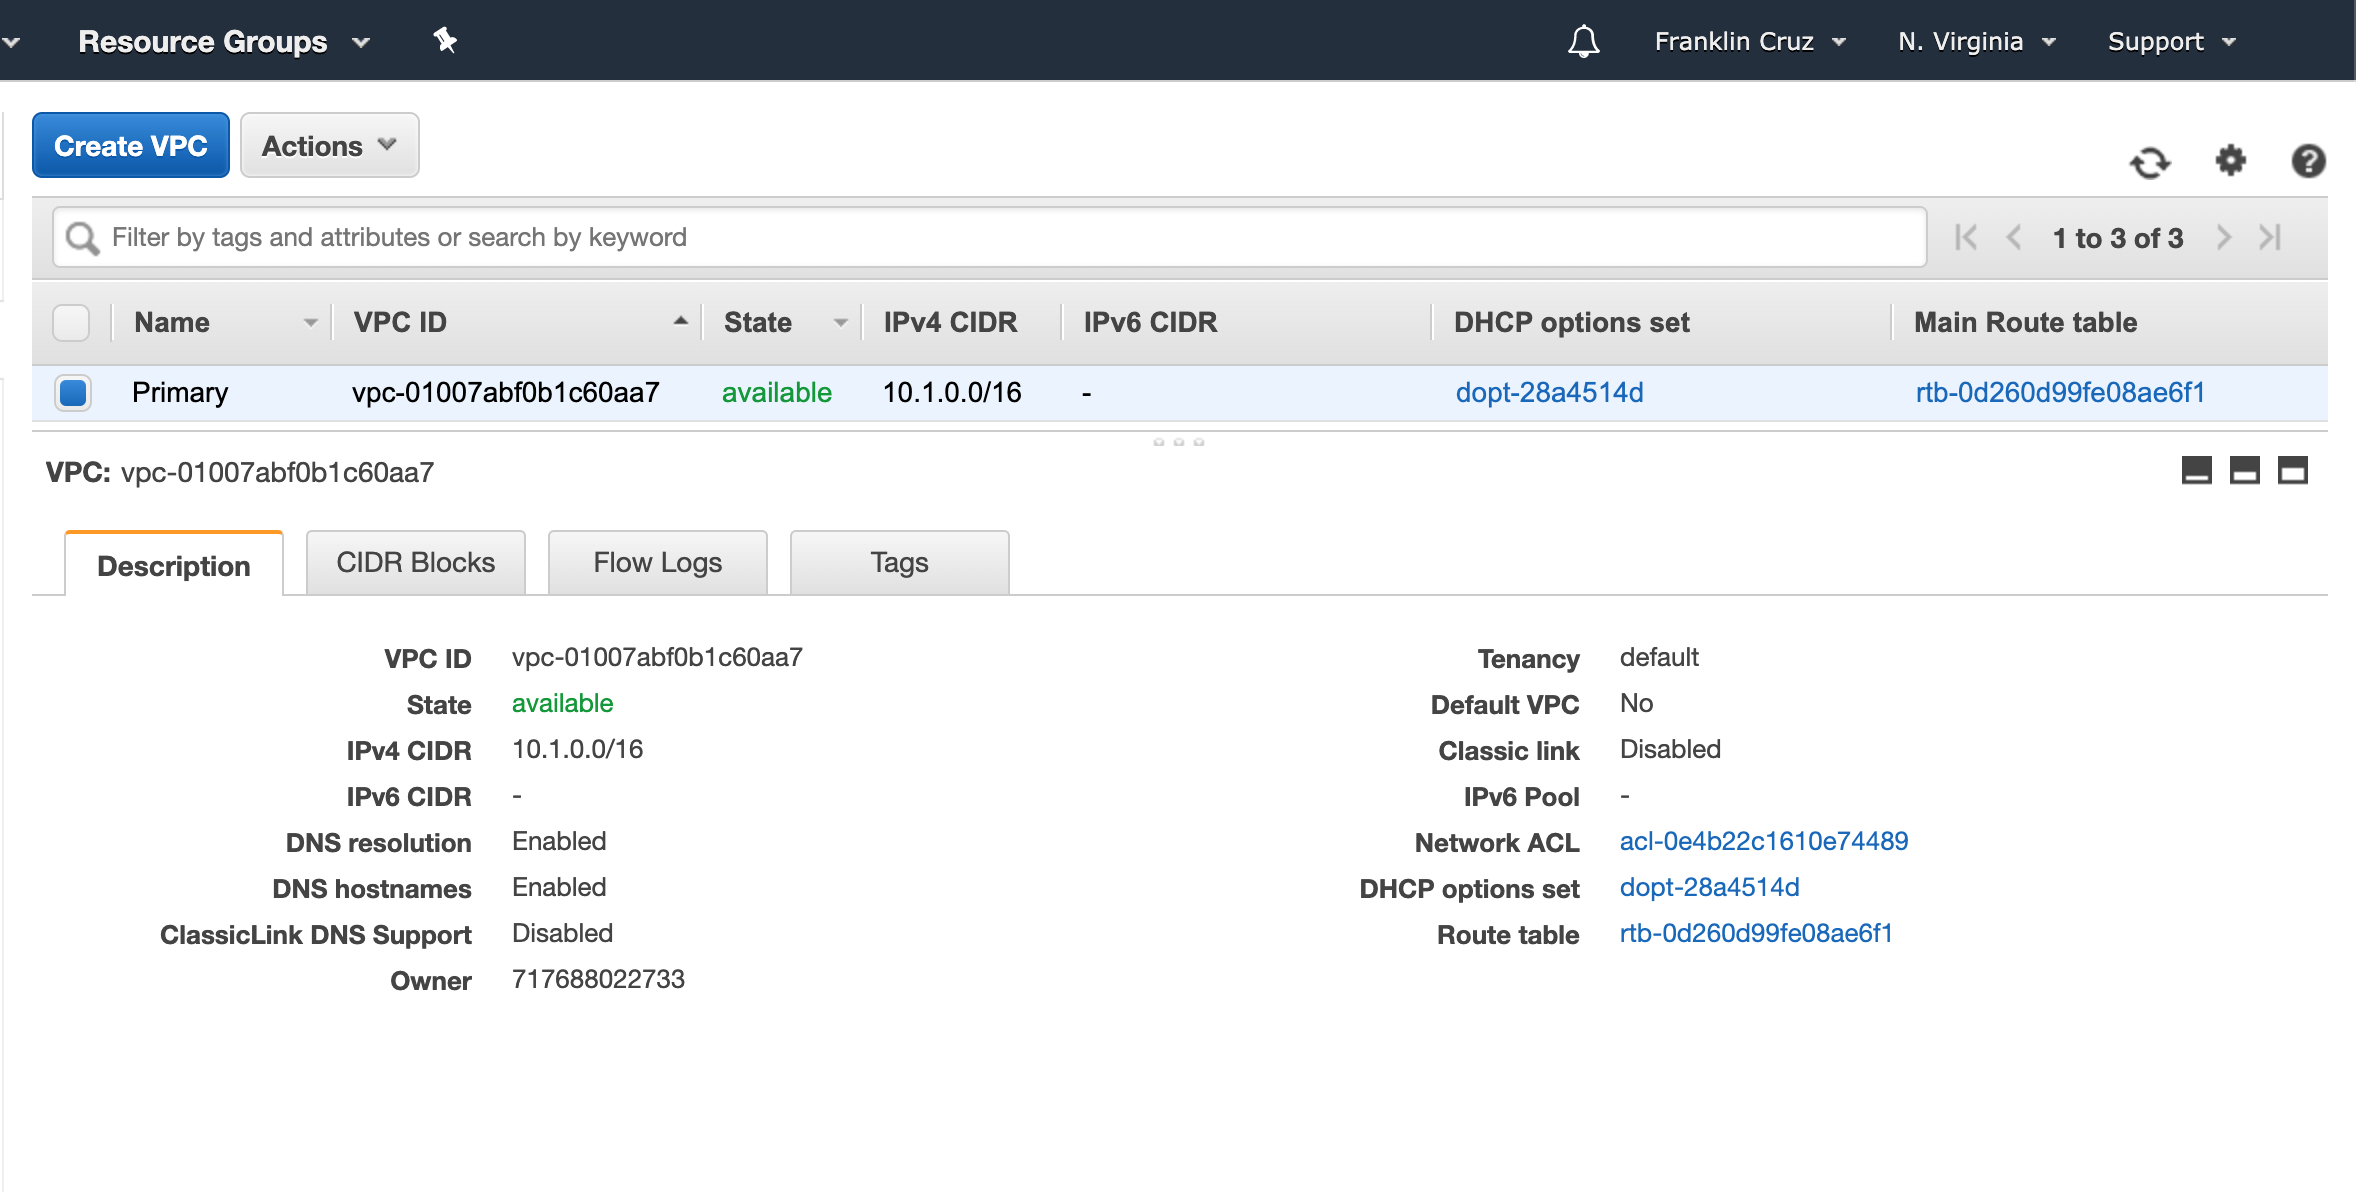 Resource Groups Franklin Cruz N. Virginia Support
Create VPC Actions
Filter by tags and attributes or search by keyword 1 to 3 of 3
Name VPC ID State IPv4 CIDR IPv6 CIDR DHCP options set Main Route table
Primary vpc-01007abf0b1c60aa7 available 10.1.0.0/16 - dopt-28a4514d rtb-0d260d99fe08ae6f1
VPC: vpc-01007abf0b1c60aa7
Description CIDR Blocks Flow Logs Tags
VPC ID vpc-01007abf0b1c60aa7 Tenancy default
State available Default VPC No
IPv4 CIDR 10.1.0.0/16 Classic link Disabled
IPv6 CIDR - IPv6 Pool -
DNS resolution Enabled Network ACL acl-0e4b22c1610e74489
DNS hostnames Enabled DHCP options set dopt-28a4514d
ClassicLink DNS Support Disabled Route table rtb-0d260d99fe08ae6f1
Owner 717688022733